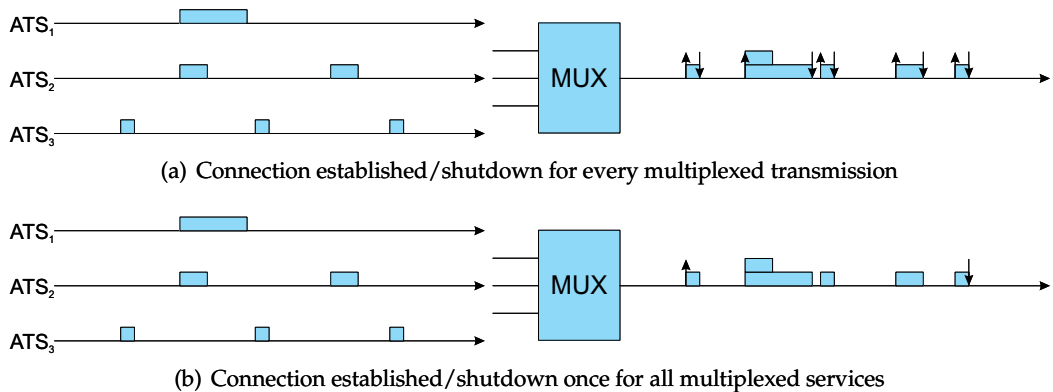 ATS₁
ATS₂
MUX
ATS₃
(a) Connection established/shutdown for every multiplexed transmission
ATS₁
ATS₂
MUX
ATS₃
(b) Connection established/shutdown once for all multiplexed services